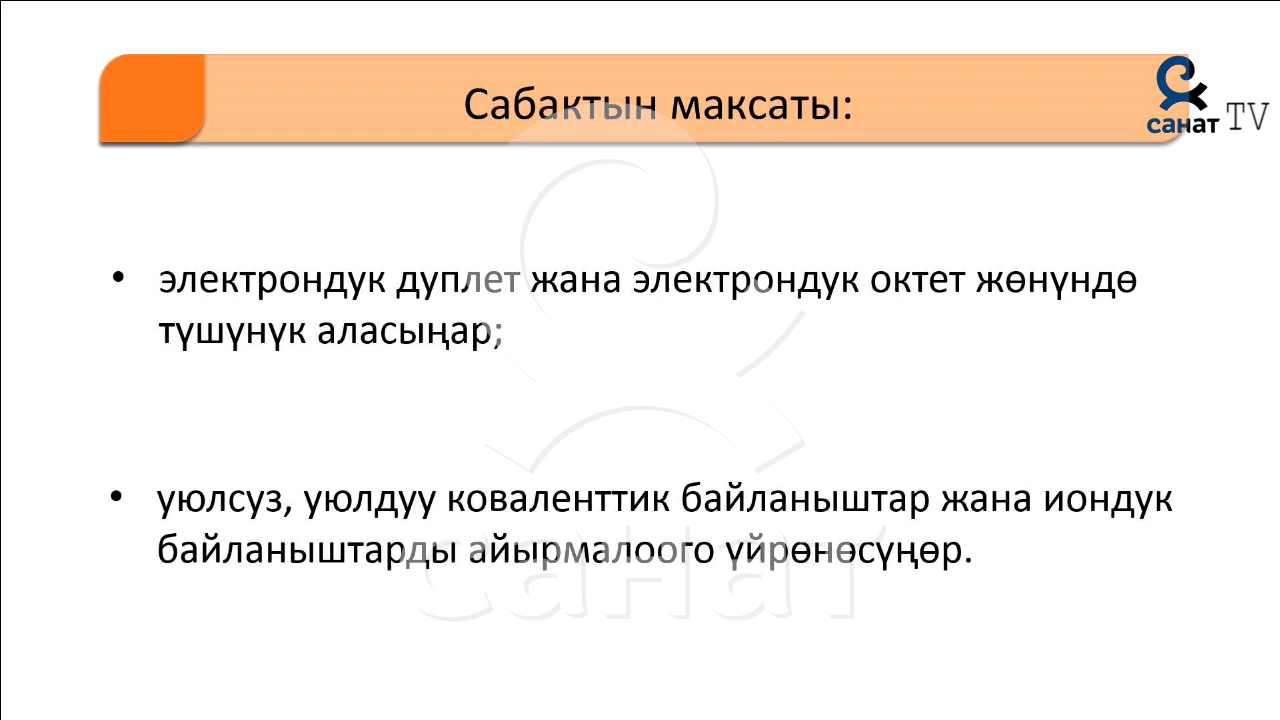 Сабактын максаты:
санат TV
• электрондук дуплет жана электрондук октет жөнүндө
түшүнүк аласыңар;
• уюлсуз, уюлдуу коваленттик байланыштар жана иондук
байланыштарды айырмалоого үйрөнөсүңөр.
санат